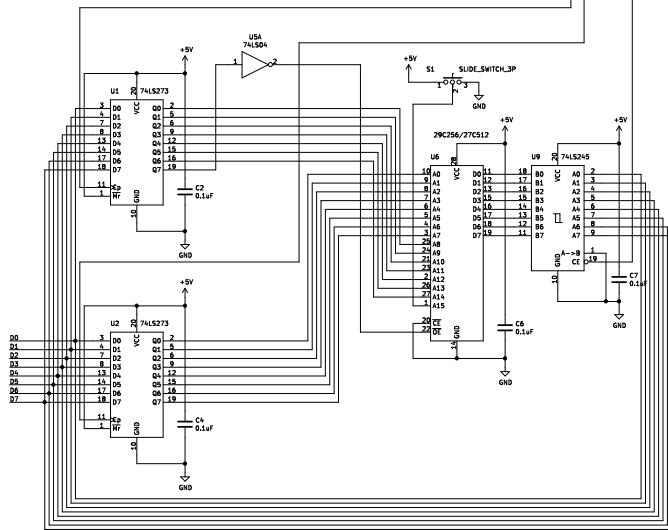 U5A
74LS04
1 2
+5V
S1 SLIDE_SWITCH_3P
1 2 3
GND
+5V
U1 74LS273
20 VCC
3 D0 Q0 2
4 D1 Q1 5
7 D2 Q2 6
8 D3 Q3 9
13 D4 Q4 12
14 D5 Q5 15
17 D6 Q6 16
18 D7 Q7 19
11 Cp
1 Mr
GND 10
C2
0.1uF
GND
29C256/27C512
U6
28 VCC
+5V
10 A0 D0 11
9 A1 D1 12
8 A2 D2 13
7 A3 D3 15
6 A4 D4 16
5 A5 D5 17
4 A6 D6 18
3 A7 D7 19
25 A8
24 A9
21 A10
23 A11
2 A12
26 A13
27 A14
1 A15
20 CE
22 OE
GND 14
C6
0.1uF
GND
U9 74LS245
20 VCC
+5V
18 B0 A0 2
17 B1 A1 3
16 B2 A2 4
15 B3 A3 5
14 B4 A4 6
13 B5 A5 7
12 B6 A6 8
11 B7 A7 9
A->B 1
CE 19
GND 10
C7
0.1uF
GND
+5V
U2 74LS273
20 VCC
D0 3 D0 Q0 2
D1 4 D1 Q1 5
D2 7 D2 Q2 6
D3 8 D3 Q3 9
D4 13 D4 Q4 12
D5 14 D5 Q5 15
D6 17 D6 Q6 16
D7 18 D7 Q7 19
11 Cp
1 Mr
GND 10
C4
0.1uF
GND